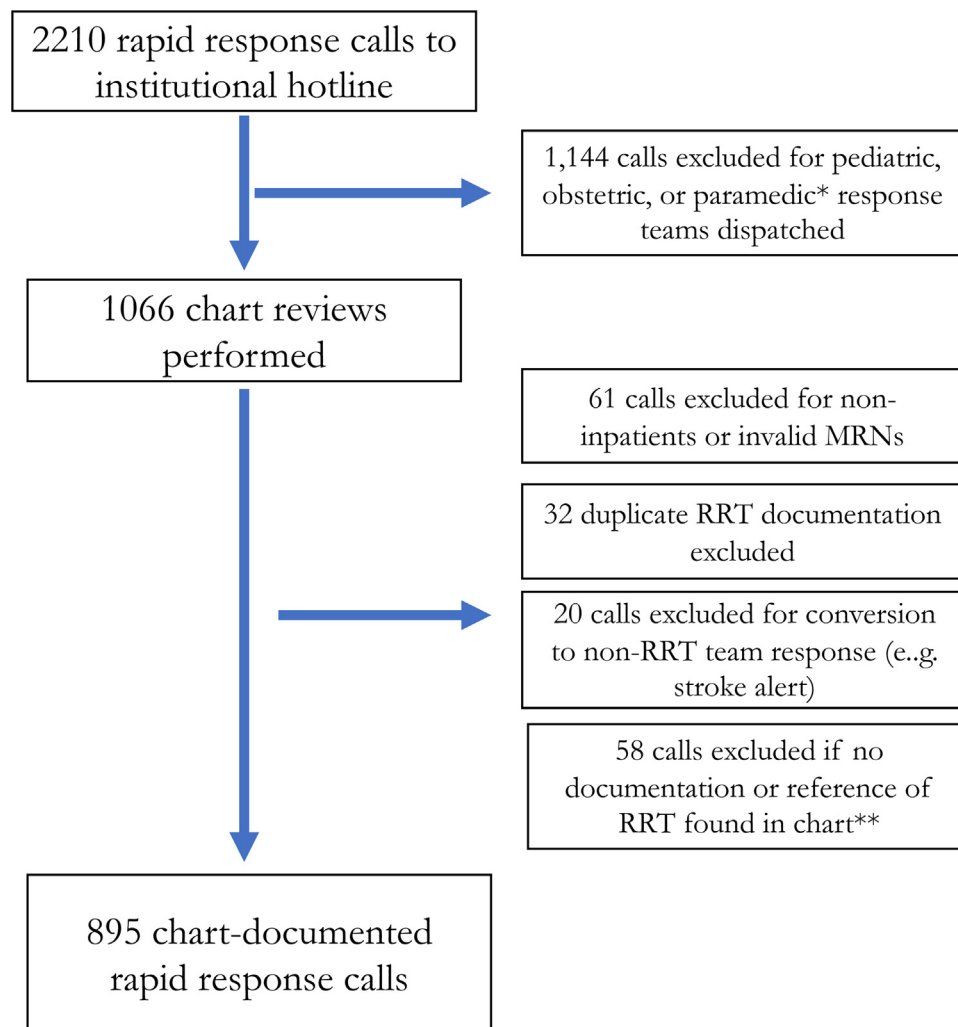 2210 rapid response calls to
institutional hotline
1,144 calls excluded for pediatric,
obstetric, or paramedic* response
teams dispatched
1066 chart reviews
performed
61 calls excluded for non-
inpatients or invalid MRNs
32 duplicate RRT documentation
excluded
20 calls excluded for conversion
to non-RRT team response (e..g.
stroke alert)
58 calls excluded if no
documentation or reference of
RRT found in chart**
895 chart-documented
rapid response calls